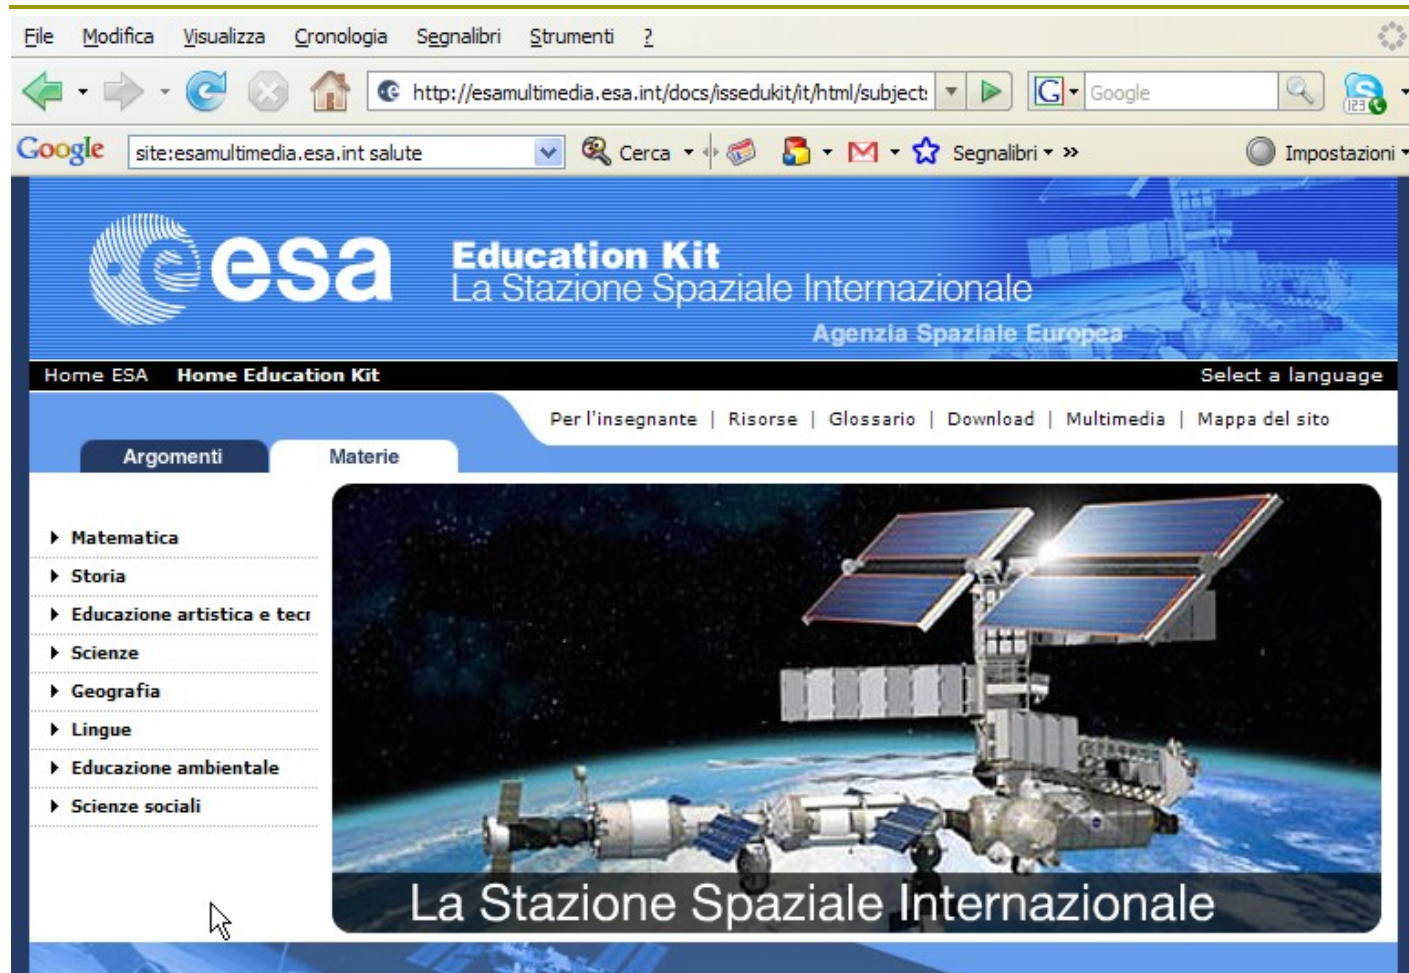 File Modifica Visualizza Cronologia Segnalibri Strumenti ?
http://esamultimedia.esa.int/docs/issedukit/it/html/subject: G Google 123
Google site:esamultimedia.esa.int salute Cerca Segnalibri » Impostazioni
esa
Education Kit
La Stazione Spaziale Internazionale
Agenzia Spaziale Europea
Home ESA Home Education Kit Select a language
Per l'insegnante | Risorse | Glossario | Download | Multimedia | Mappa del sito
Argomenti Materie
Matematica
Storia
Educazione artistica e tecr
Scienze
Geografia
Lingue
Educazione ambientale
Scienze sociali
La Stazione Spaziale Internazionale